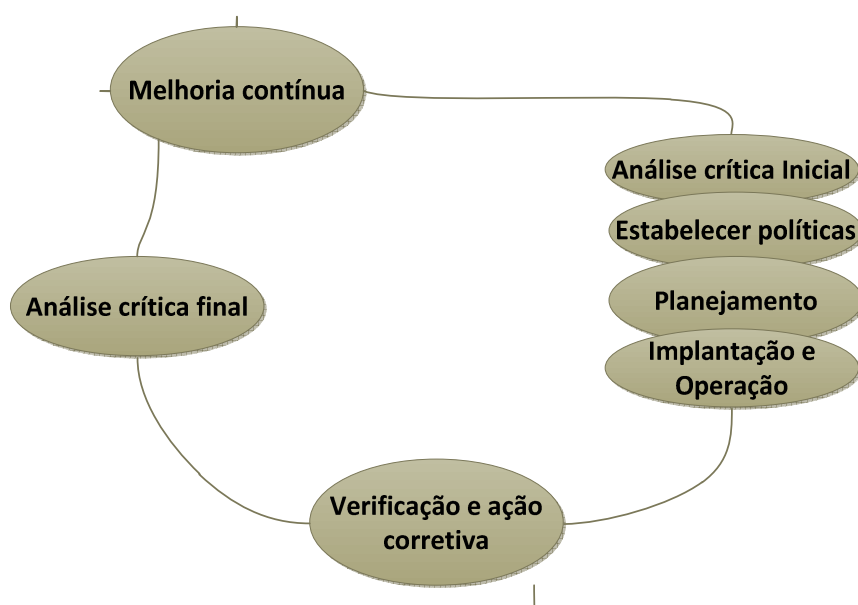 Melhoria contínua
Análise crítica Inicial
Estabelecer políticas
Planejamento
Implantação e
Operação
Verificação e ação
corretiva
Análise crítica final